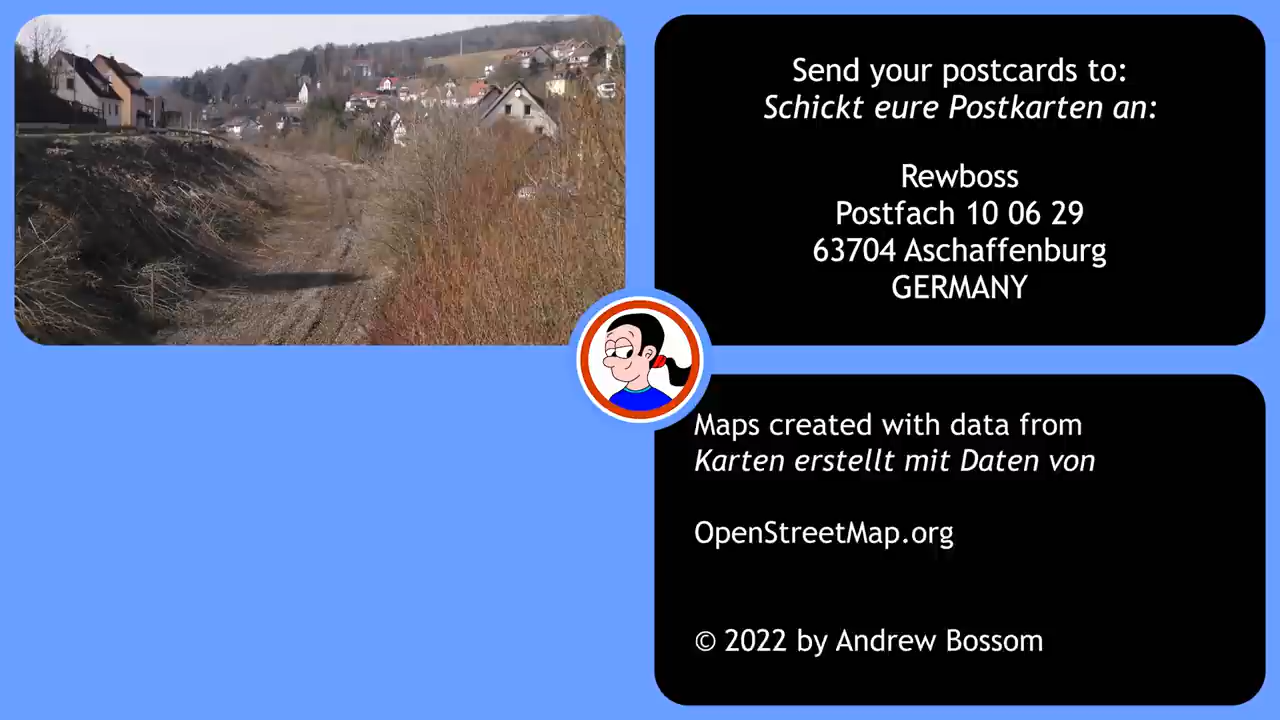 Send your postcards to:
Schickt eure Postkarten an:
Rewboss
Postfach 10 06 29
63704 Aschaffenburg
GERMANY
Maps created with data from
Karten erstellt mit Daten von
OpenStreetMap.org
© 2022 by Andrew Bossom